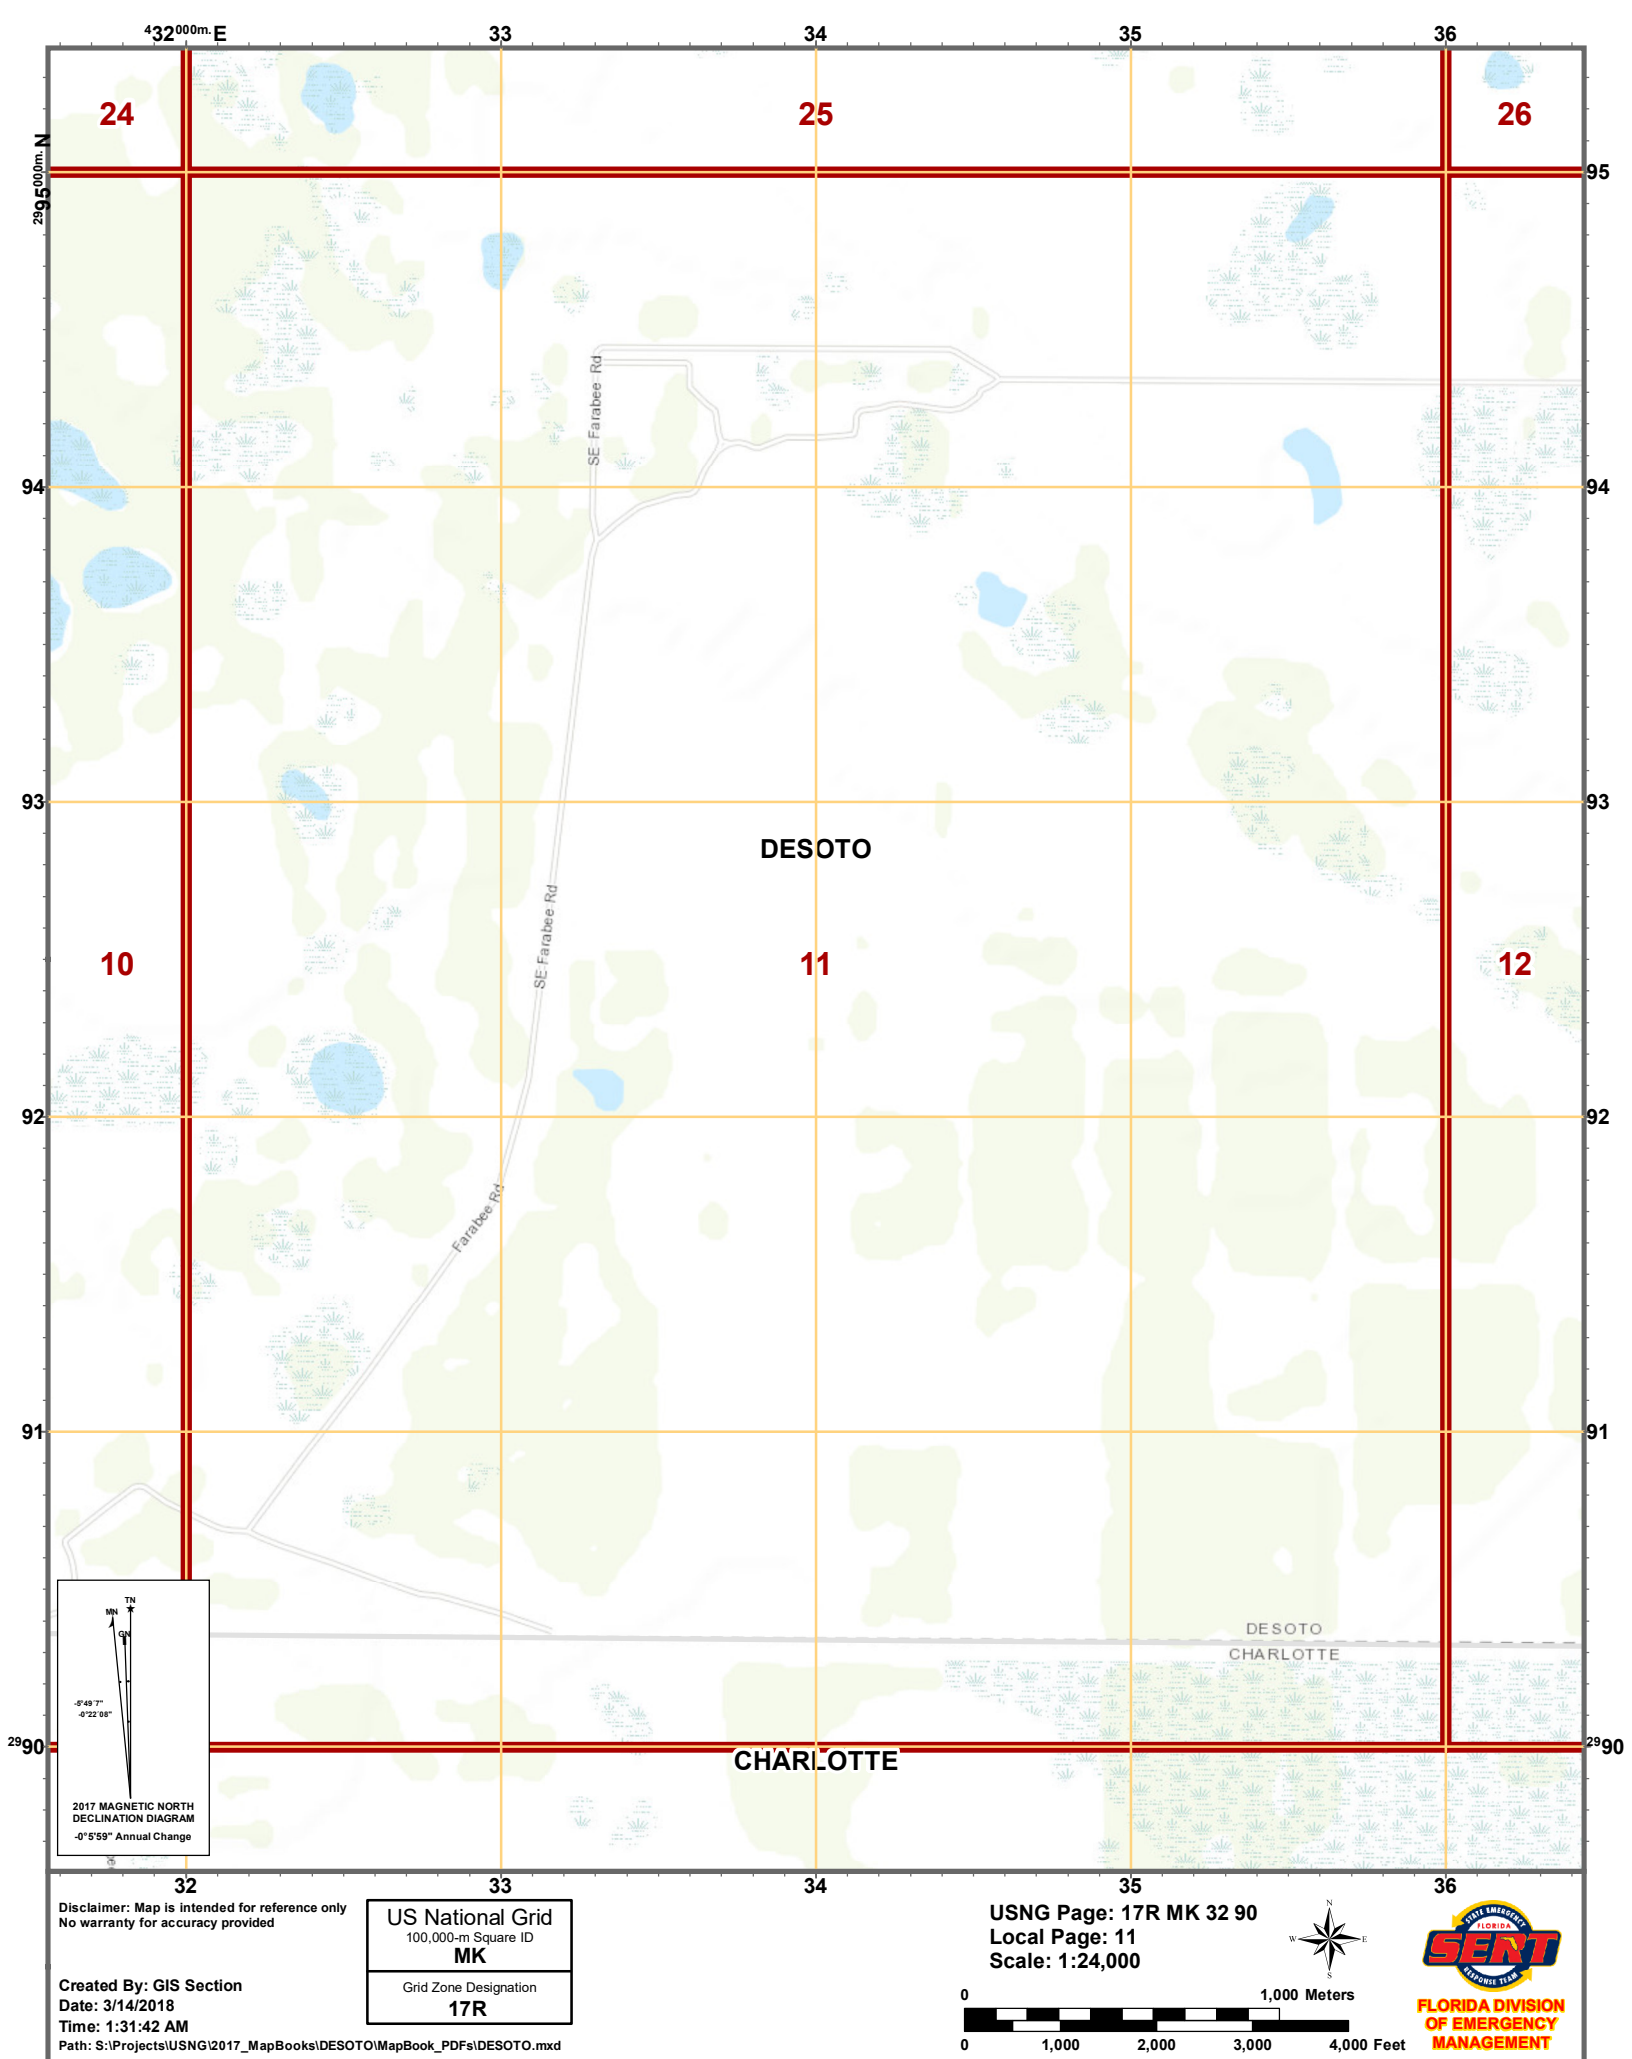 432000m.E 33 34 35 36
24 25 26
2995000m.N 95
SE Farabee Rd
94 94
93 93
DESOTO
SE Farabee Rd
10 11 12
92 92
Farabee Rd
91 91
TN
MN
GN
DESOTO
CHARLOTTE
-5°49'7"
-0°22'08"
2990 2990
CHARLOTTE
2017 MAGNETIC NORTH
DECLINATION DIAGRAM
-0°5'59" Annual Change
32 33 34 35 36
Disclaimer: Map is intended for reference only
No warranty for accuracy provided
Created By: GIS Section
Date: 3/14/2018
Time: 1:31:42 AM
Path: S:\Projects\USNG\2017_MapBooks\DESOTO\MapBook_PDFs\DESOTO.mxd
US National Grid
100,000-m Square ID
MK
Grid Zone Designation
17R
USNG Page: 17R MK 32 90
Local Page: 11
Scale: 1:24,000
N
W E
S
0 1,000 Meters
0 1,000 2,000 3,000 4,000 Feet
STATE EMERGENCY
FLORIDA
SERT
RESPONSE TEAM
FLORIDA DIVISION
OF EMERGENCY
MANAGEMENT